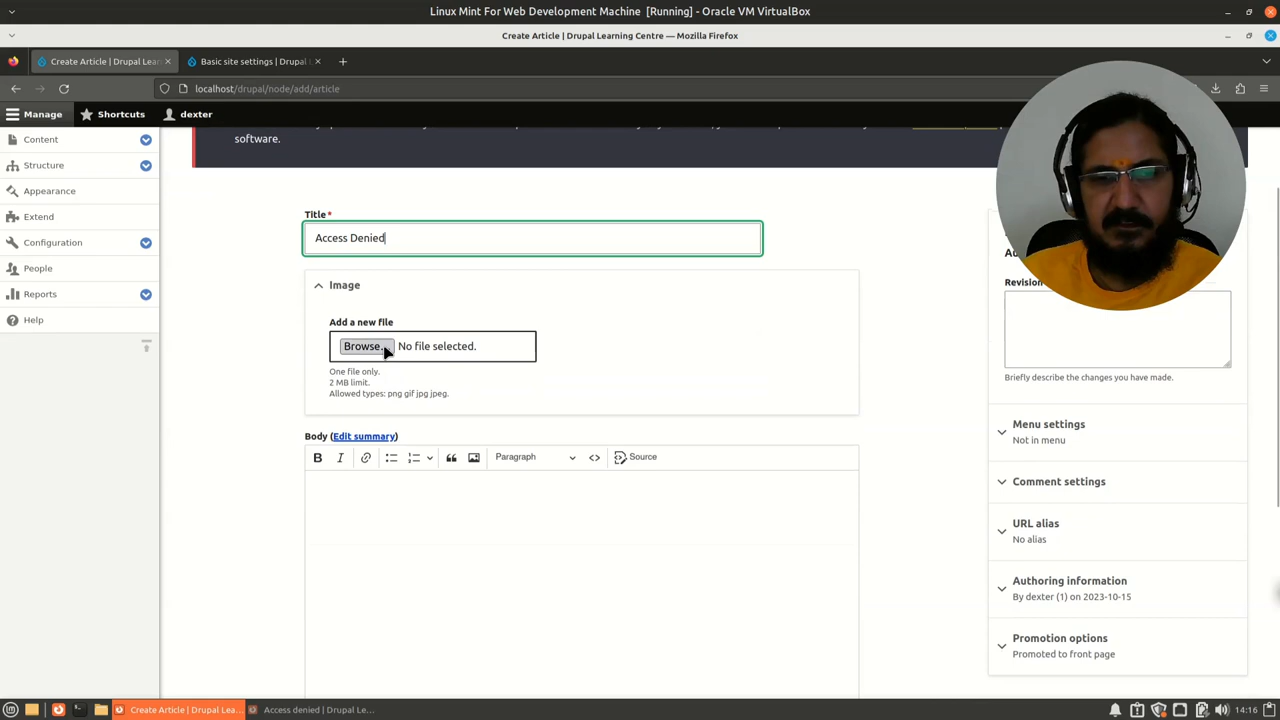 Linux Mint For Web Development Machine [Running] - Oracle VM VirtualBox
Create Article | Drupal Learning Centre — Mozilla Firefox
Create Article | Drupal Lear
Basic site settings | Drupal
localhost/drupal/node/add/article
Manage
Shortcuts
dexter
Content
Structure
Appearance
Extend
Configuration
People
Reports
Help
software.
Title*
Access Denied
Image
Add a new file
Browse...
No file selected.
One file only.
2 MB limit.
Allowed types: png gif jpg jpeg.
Body (Edit summary)
Paragraph
Source
Revision
Briefly describe the changes you have made.
Menu settings
Not in menu
Comment settings
URL alias
No alias
Authoring information
By dexter (1) on 2023-10-15
Promotion options
Promoted to front page
Create Article | Drupal Lea...
Access denied | Drupal Le...
14:16